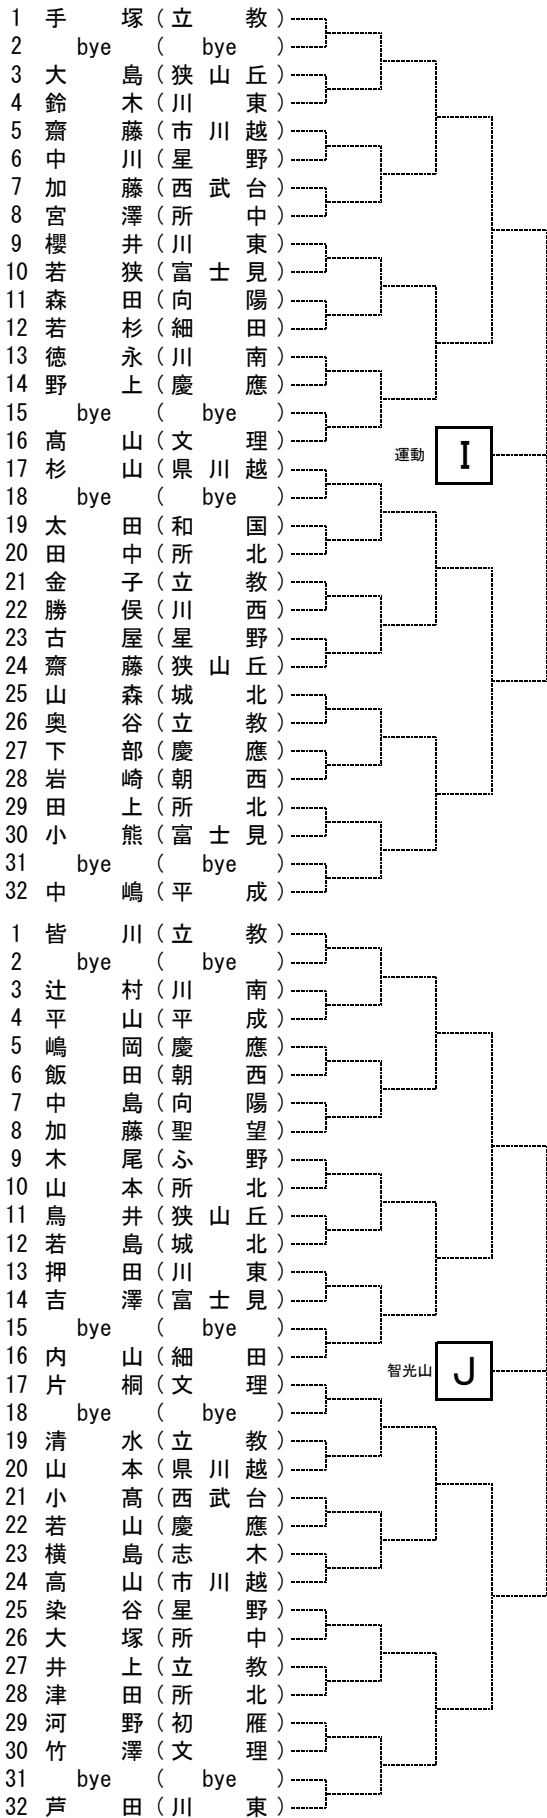 1 手塚(立教)
2 bye (bye)
3 大島(狭山丘)
4 鈴木(川東)
5 齋藤(市川越)
6 中川(星野)
7 加藤(西武台)
8 宮澤(所中)
9 櫻井(川東)
10 若狭(富士見)
11 森田(向陽)
12 若杉(細田)
13 徳永(川南)
14 野上(慶應)
15 bye (bye)
16 髙山(文理)
運動 I
17 杉山(県川越)
18 bye (bye)
19 太田(和国)
20 田中(所北)
21 金子(立教)
22 勝俣(川西)
23 古屋(星野)
24 齋藤(狭山丘)
25 山森(城北)
26 奥谷(立教)
27 下部(慶應)
28 岩崎(朝西)
29 田上(所北)
30 小熊(富士見)
31 bye (bye)
32 中嶋(平成)
1 皆川(立教)
2 bye (bye)
3 辻村(川南)
4 平山(平成)
5 嶋岡(慶應)
6 飯田(朝西)
7 中島(向陽)
8 加藤(聖望)
9 木尾(ふ野)
10 山本(所北)
11 鳥井(狭山丘)
12 若島(城北)
13 押田(川東)
14 吉澤(富士見)
15 bye (bye)
16 内山(細田)
智光山 J
17 片桐(文理)
18 bye (bye)
19 清水(立教)
20 山本(県川越)
21 小髙(西武台)
22 若山(慶應)
23 横島(志木)
24 高山(市川越)
25 染谷(星野)
26 大塚(所中)
27 井上(立教)
28 津田(所北)
29 河野(初雁)
30 竹澤(文理)
31 bye (bye)
32 芦田(川東)